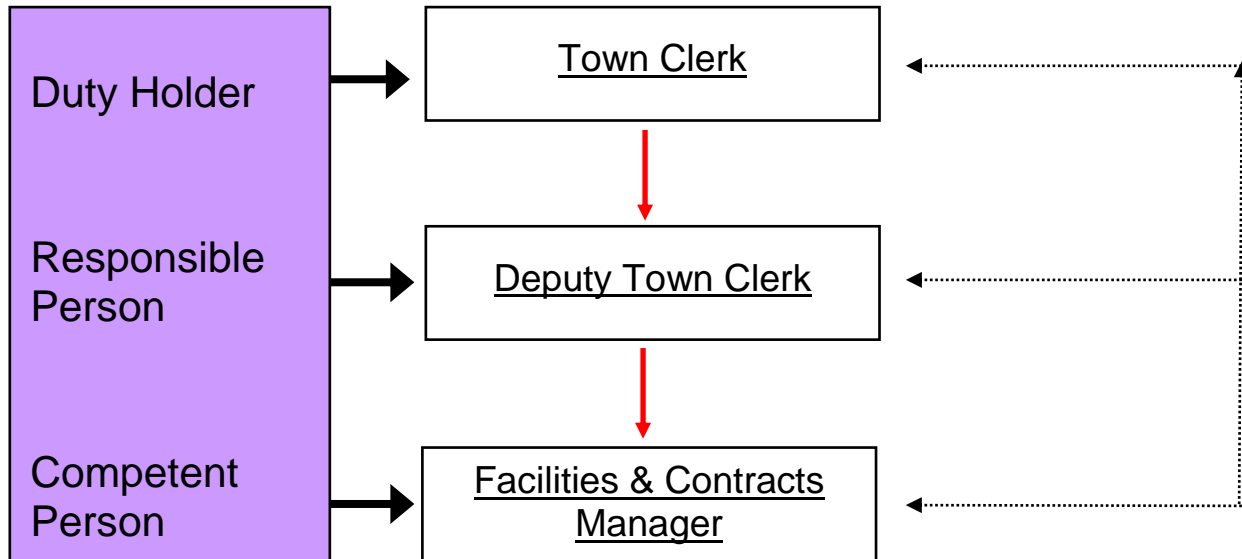 Duty Holder
Town Clerk
Responsible
Person
Deputy Town Clerk
Competent
Person
Facilities & Contracts
Manager